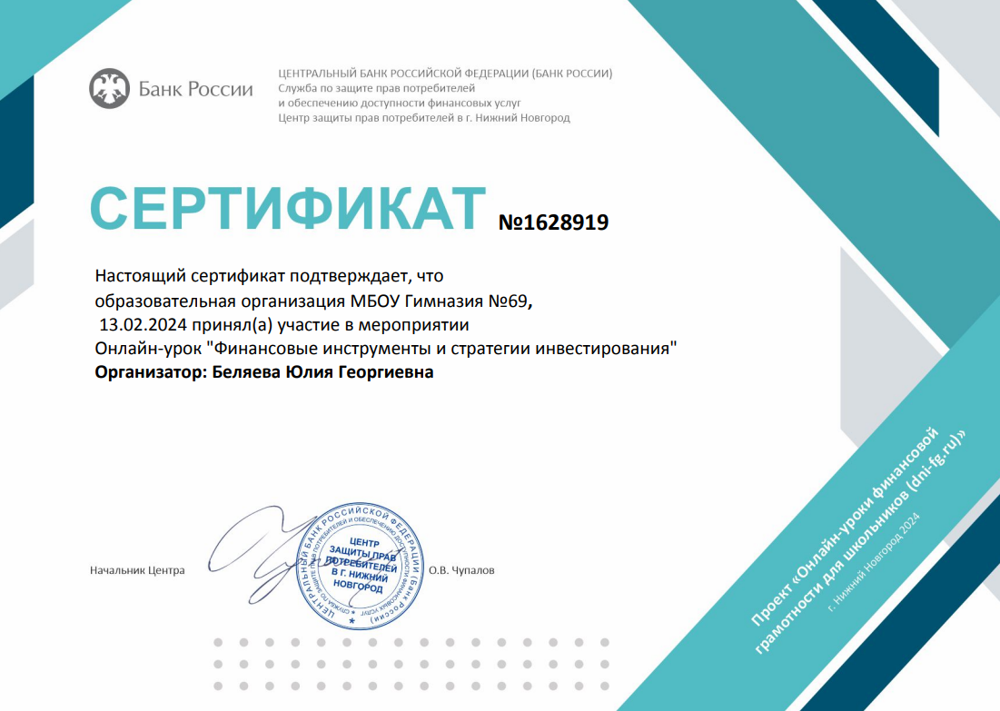 Банк России
ЦЕНТРАЛЬНЫЙ БАНК РОССИЙСКОЙ ФЕДЕРАЦИИ (БАНК РОССИИ)
Служба по защите прав потребителей
и обеспечению доступности финансовых услуг
Центр защиты прав потребителей в г. Нижний Новгород
СЕРТИФИКАТ №1628919
Настоящий сертификат подтверждает, что
образовательная организация МБОУ Гимназия №69,
13.02.2024 принял(а) участие в мероприятии
Онлайн-урок "Финансовые инструменты и стратегии инвестирования"
Организатор: Беляева Юлия Георгиевна
Начальник Центра
ЦЕНТРАЛЬНЫЙ БАНК РОССИЙСКОЙ ФЕДЕРАЦИИ (Банк России)
СЛУЖБА ПО ЗАЩИТЕ ПРАВ ПОТРЕБИТЕЛЕЙ И ОБЕСПЕЧЕНИЮ ДОСТУПНОСТИ ФИНАНСОВЫХ УСЛУГ
ЦЕНТР
ЗАЩИТЫ ПРАВ
ПОТРЕБИТЕЛЕЙ
В Г. НИЖНИЙ
НОВГОРОД
О.В. Чупалов
Проект «Онлайн-уроки финансовой
грамотности для школьников (dni-fg.ru)»
г. Нижний Новгород 2024